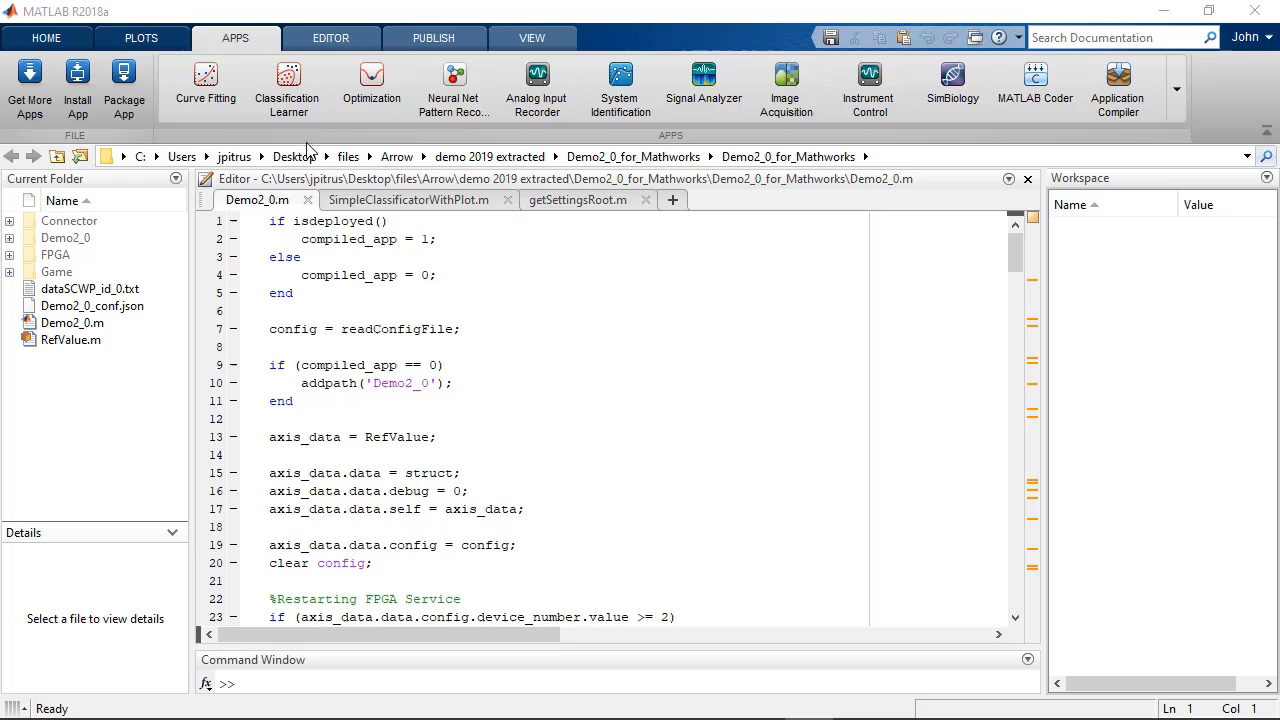 MATLAB R2018a
HOME PLOTS APPS EDITOR PUBLISH VIEW Search Documentation John
Get More Apps
Install App
Package App
Curve Fitting
Classification Learner
Optimization
Neural Net Pattern Reco...
Analog Input Recorder
System Identification
Signal Analyzer
Image Acquisition
Instrument Control
SimBiology
MATLAB Coder
Application Compiler
FILE APPS
C: Users jpitrus Desktop files Arrow demo 2019 extracted Demo2_0_for_Mathworks Demo2_0_for_Mathworks
Current Folder
Name
Connector
Demo2_0
FPGA
Game
dataSCWP_id_0.txt
Demo2_0_conf.json
Demo2_0.m
RefValue.m
Details
Select a file to view details
Editor - C:\Users\jpitrus\Desktop\files\Arrow\demo 2019 extracted\Demo2_0_for_Mathworks\Demo2_0_for_Mathworks\Demo2_0.m
Demo2_0.m SimpleClassificatorWithPlot.m getSettingsRoot.m
1 – if isdeployed()
2 – compiled_app = 1;
3 – else
4 – compiled_app = 0;
5 – end
6
7 – config = readConfigFile;
8
9 – if (compiled_app == 0)
10 – addpath('Demo2_0');
11 – end
12
13 – axis_data = RefValue;
14
15 – axis_data.data = struct;
16 – axis_data.data.debug = 0;
17 – axis_data.data.self = axis_data;
18
19 – axis_data.data.config = config;
20 – clear config;
21
22 %Restarting FPGA Service
23 – if (axis_data.data.config.device_number.value >= 2)
Command Window
fx >>
Workspace
Name Value
Ready Ln 1 Col 1